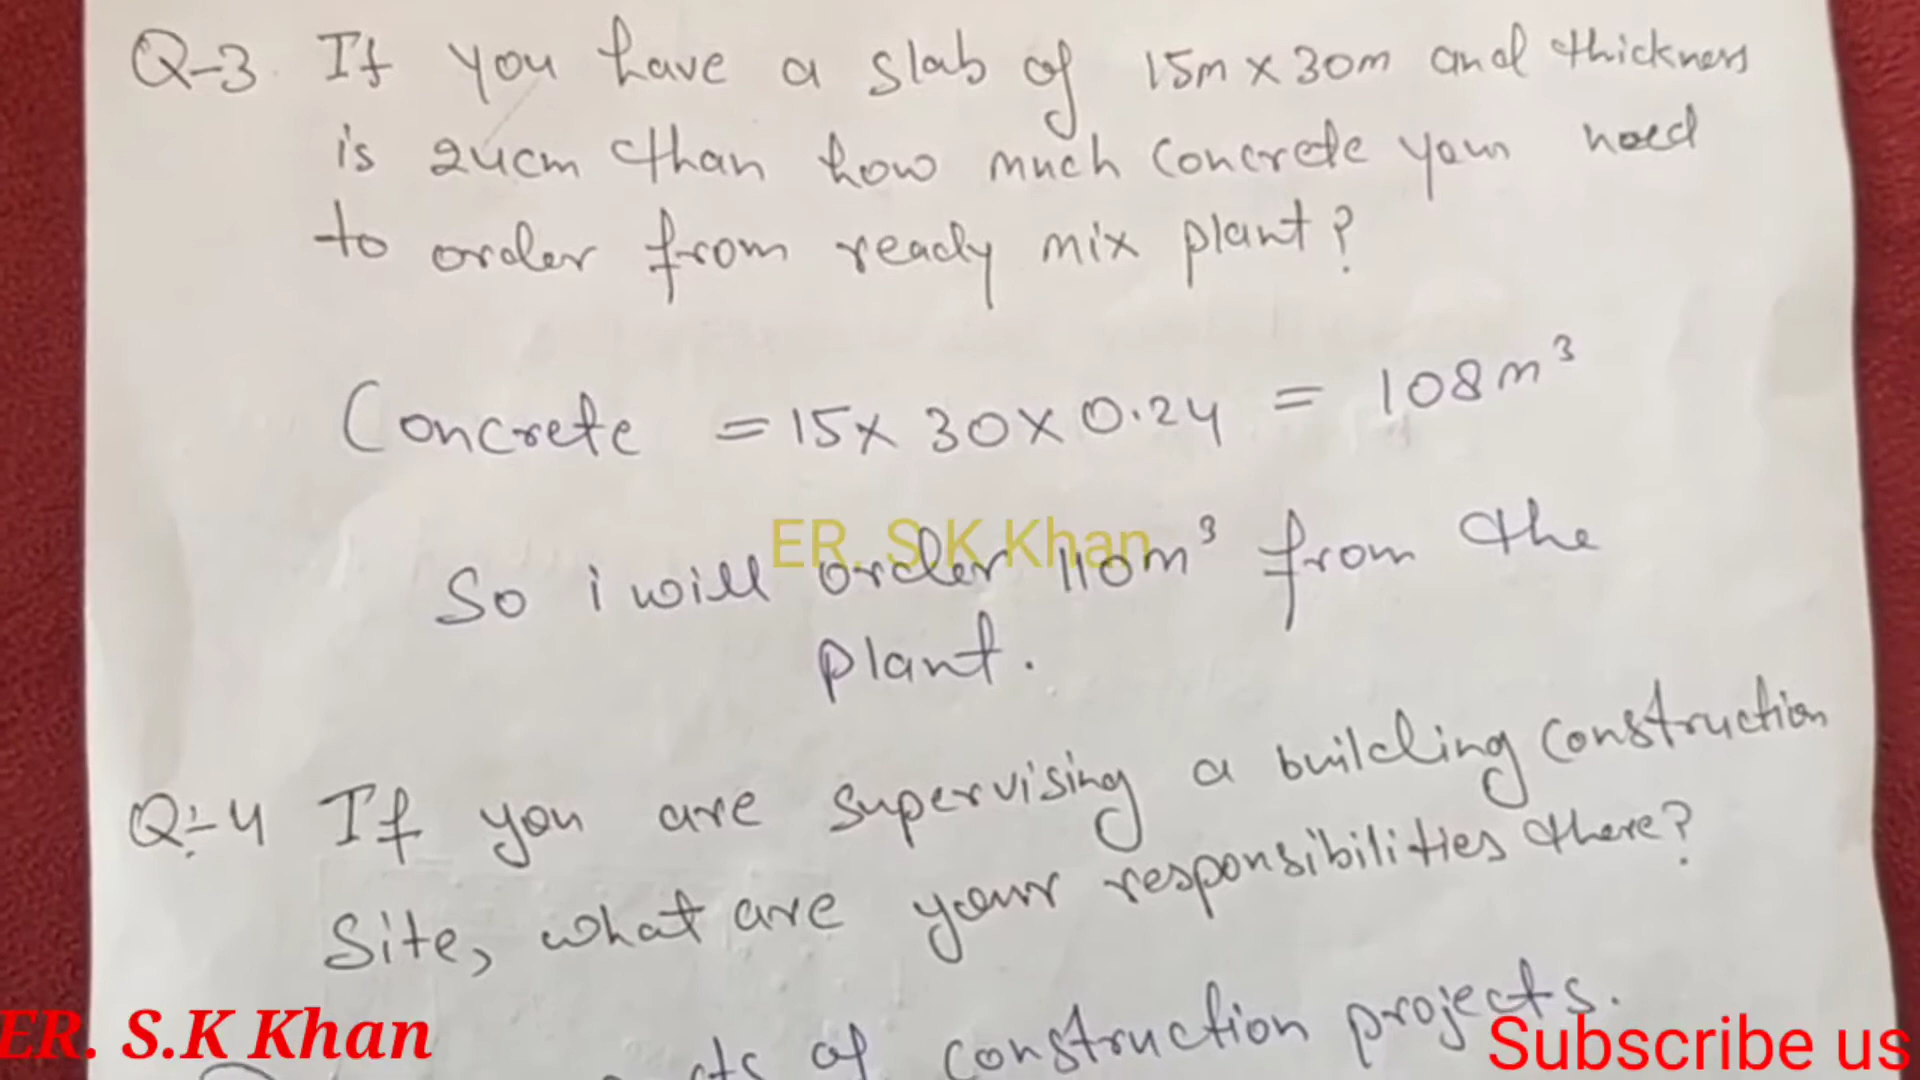 Q-3. If you have a slab of 15m x 30m and thickness
is 24cm than how much concrete your need
to order from ready mix plant?
Concrete = 15 x 30 x 0.24 = 108m³
ER. S.K Khan
So i will order 110m³ from the
plant.
Q:-4 If you are supervising a building construction
Site, what are your responsibilities there?
of construction projects.
ER. S.K Khan
Subscribe us